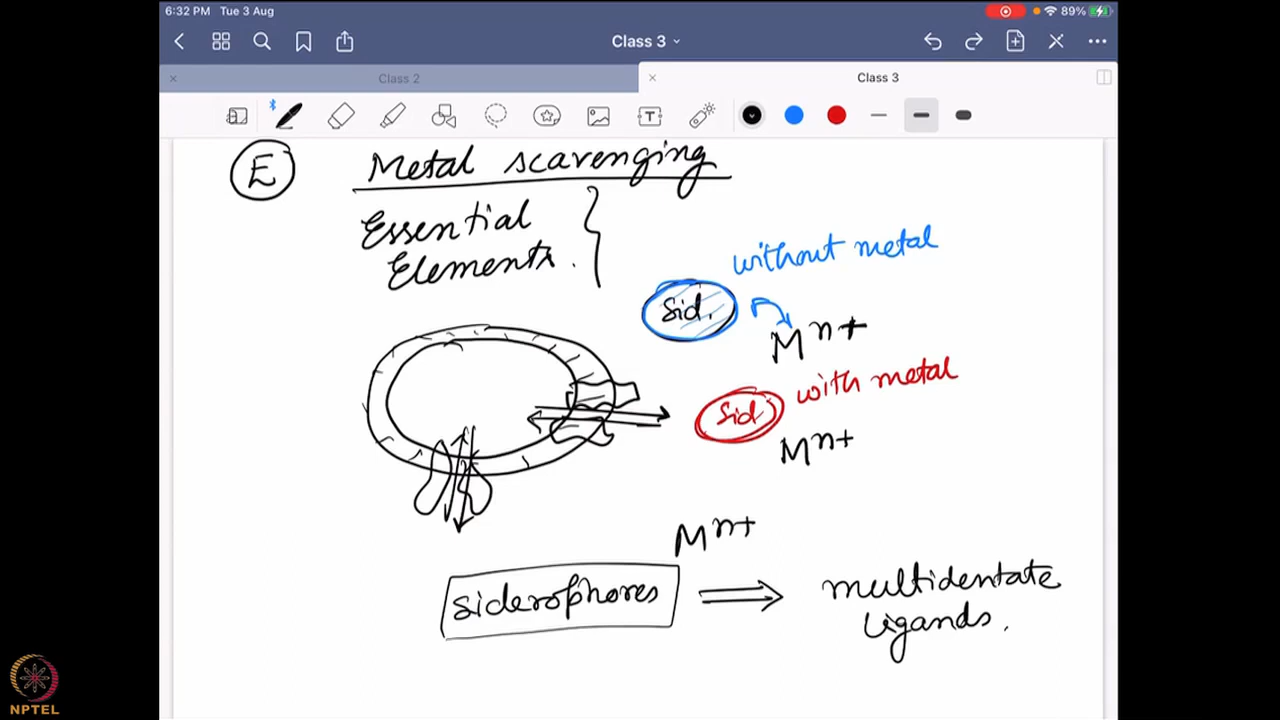 6:32 PM Tue 3 Aug
89%
Class 3
Class 2
Class 3
T
E
Metal scavenging
Essential
Elements.
without metal
Sid.
Mn+
with metal
Sid
Mn+
Mn+
siderophores
multidentate
ligands.
NPTEL